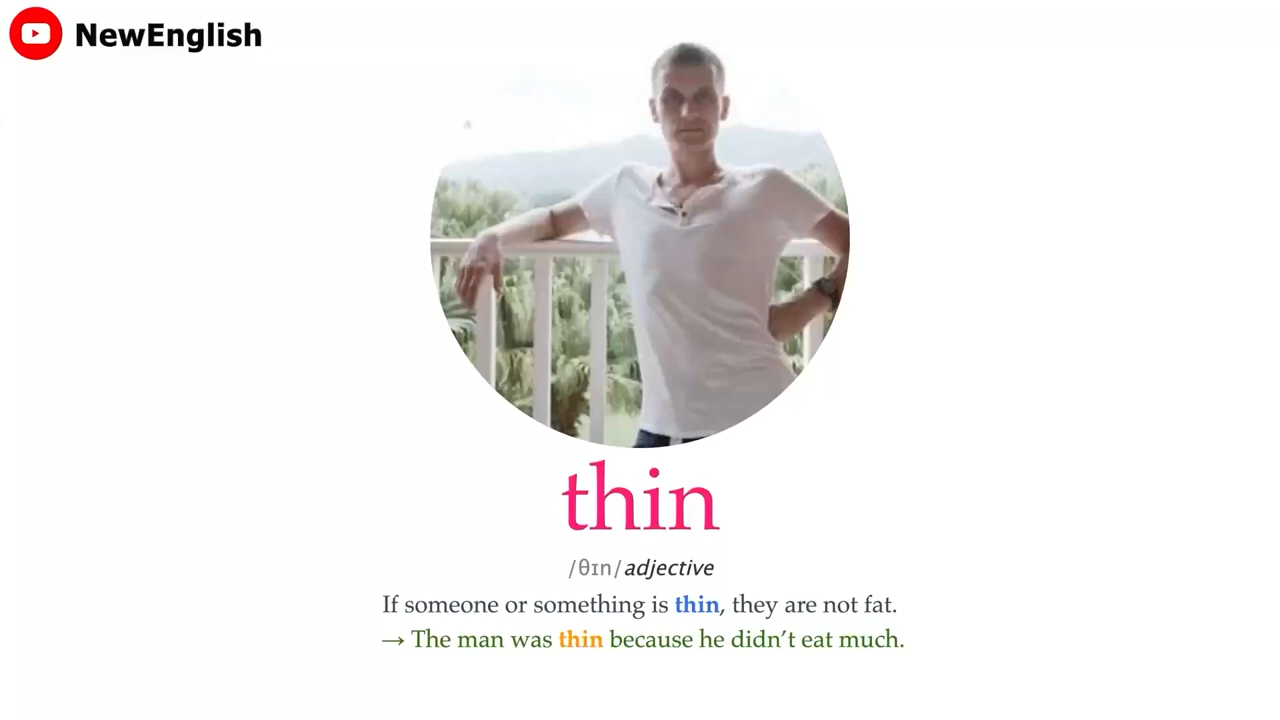 NewEnglish
thin
/θɪn/ adjective
If someone or something is thin, they are not fat.
→ The man was thin because he didn’t eat much.